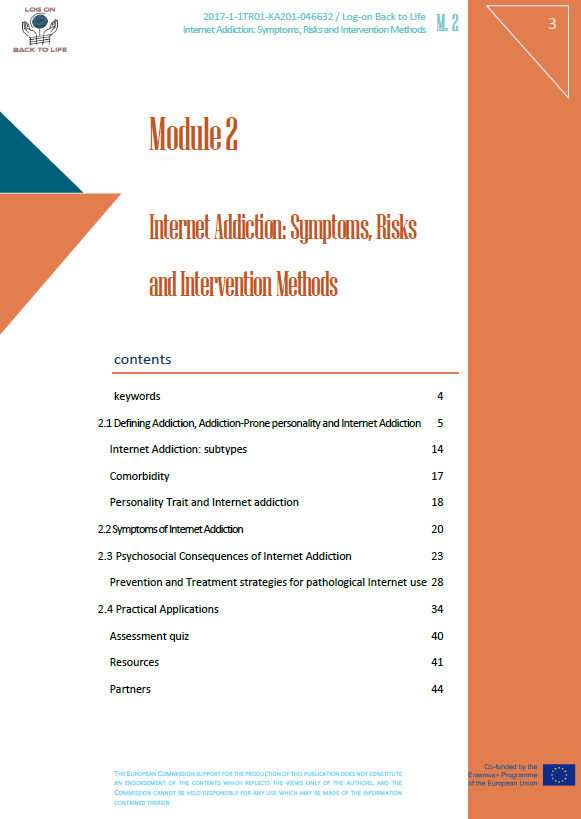 LOG ON
BACK TO LIFE
2017-1-1TR01-KA201-046632 / Log-on Back to Life
Internet Addiction: Symptoms, Risks and Intervention Methods
M. 2
3
Module 2
Internet Addiction: Symptoms, Risks
and Intervention Methods
contents
keywords 4
2.1 Defining Addiction, Addiction-Prone personality and Internet Addiction 5
Internet Addiction: subtypes 14
Comorbidity 17
Personality Trait and Internet addiction 18
2.2 Symptoms of Internet Addiction 20
2.3 Psychosocial Consequences of Internet Addiction 23
Prevention and Treatment strategies for pathological Internet use 28
2.4 Practical Applications 34
Assessment quiz 40
Resources 41
Partners 44
THE EUROPEAN COMMISSION SUPPORT FOR THE PRODUCTION OF THIS PUBLICATION DOES NOT CONSTITUTE
AN ENDORSEMENT OF THE CONTENTS WHICH REFLECTS THE VIEWS ONLY OF THE AUTHORS, AND THE
COMMISSION CANNOT BE HELD RESPONSIBLE FOR ANY USE WHICH MAY BE MADE OF THE INFORMATION
CONTAINED THEREIN.
Co-funded by the
Erasmus+ Programme
of the European Union